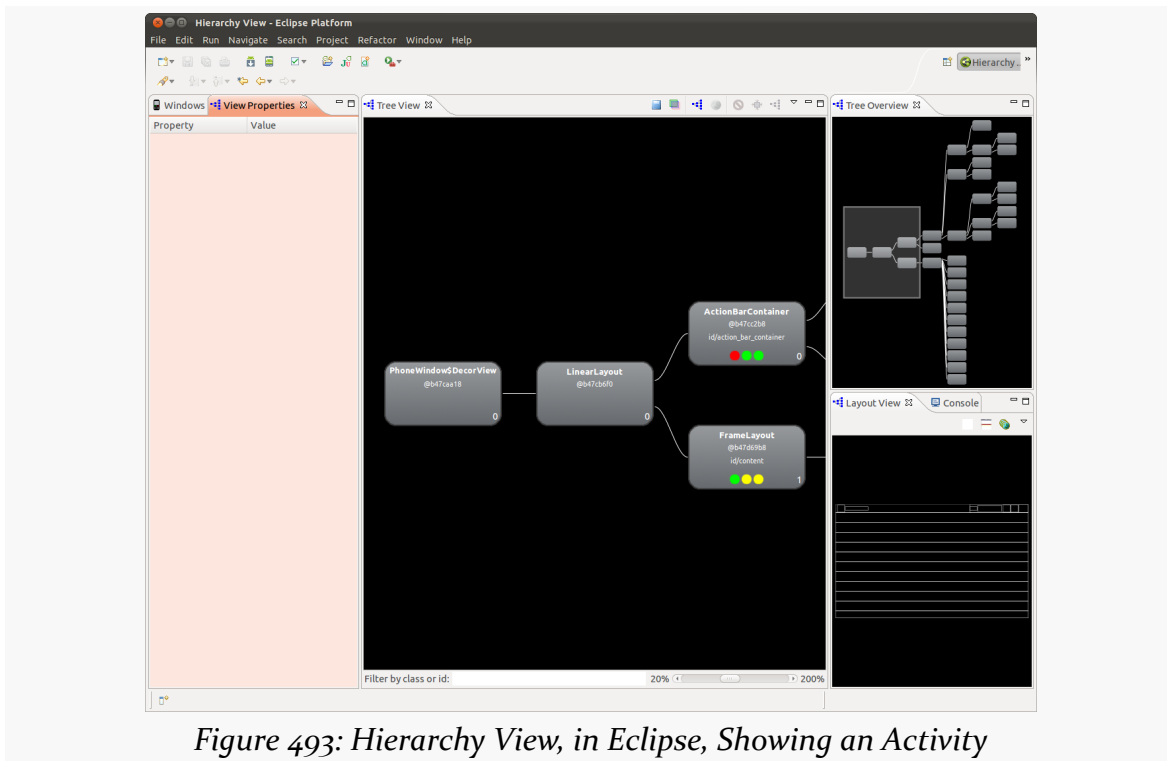 Hierarchy View - Eclipse Platform
File Edit Run Navigate Search Project Refactor Window Help
Hierarchy .. »
Windows View Properties
Property Value
Tree View
Tree Overview
PhoneWindow$DecorView
@b47caa18
0
LinearLayout
@b47cb6f0
0
ActionBarContainer
@b47cc2b8
id/action_bar_container
0
FrameLayout
@b47d69b8
id/content
1
Layout View Console
Filter by class or id: 20% 200%
Figure 493: Hierarchy View, in Eclipse, Showing an Activity